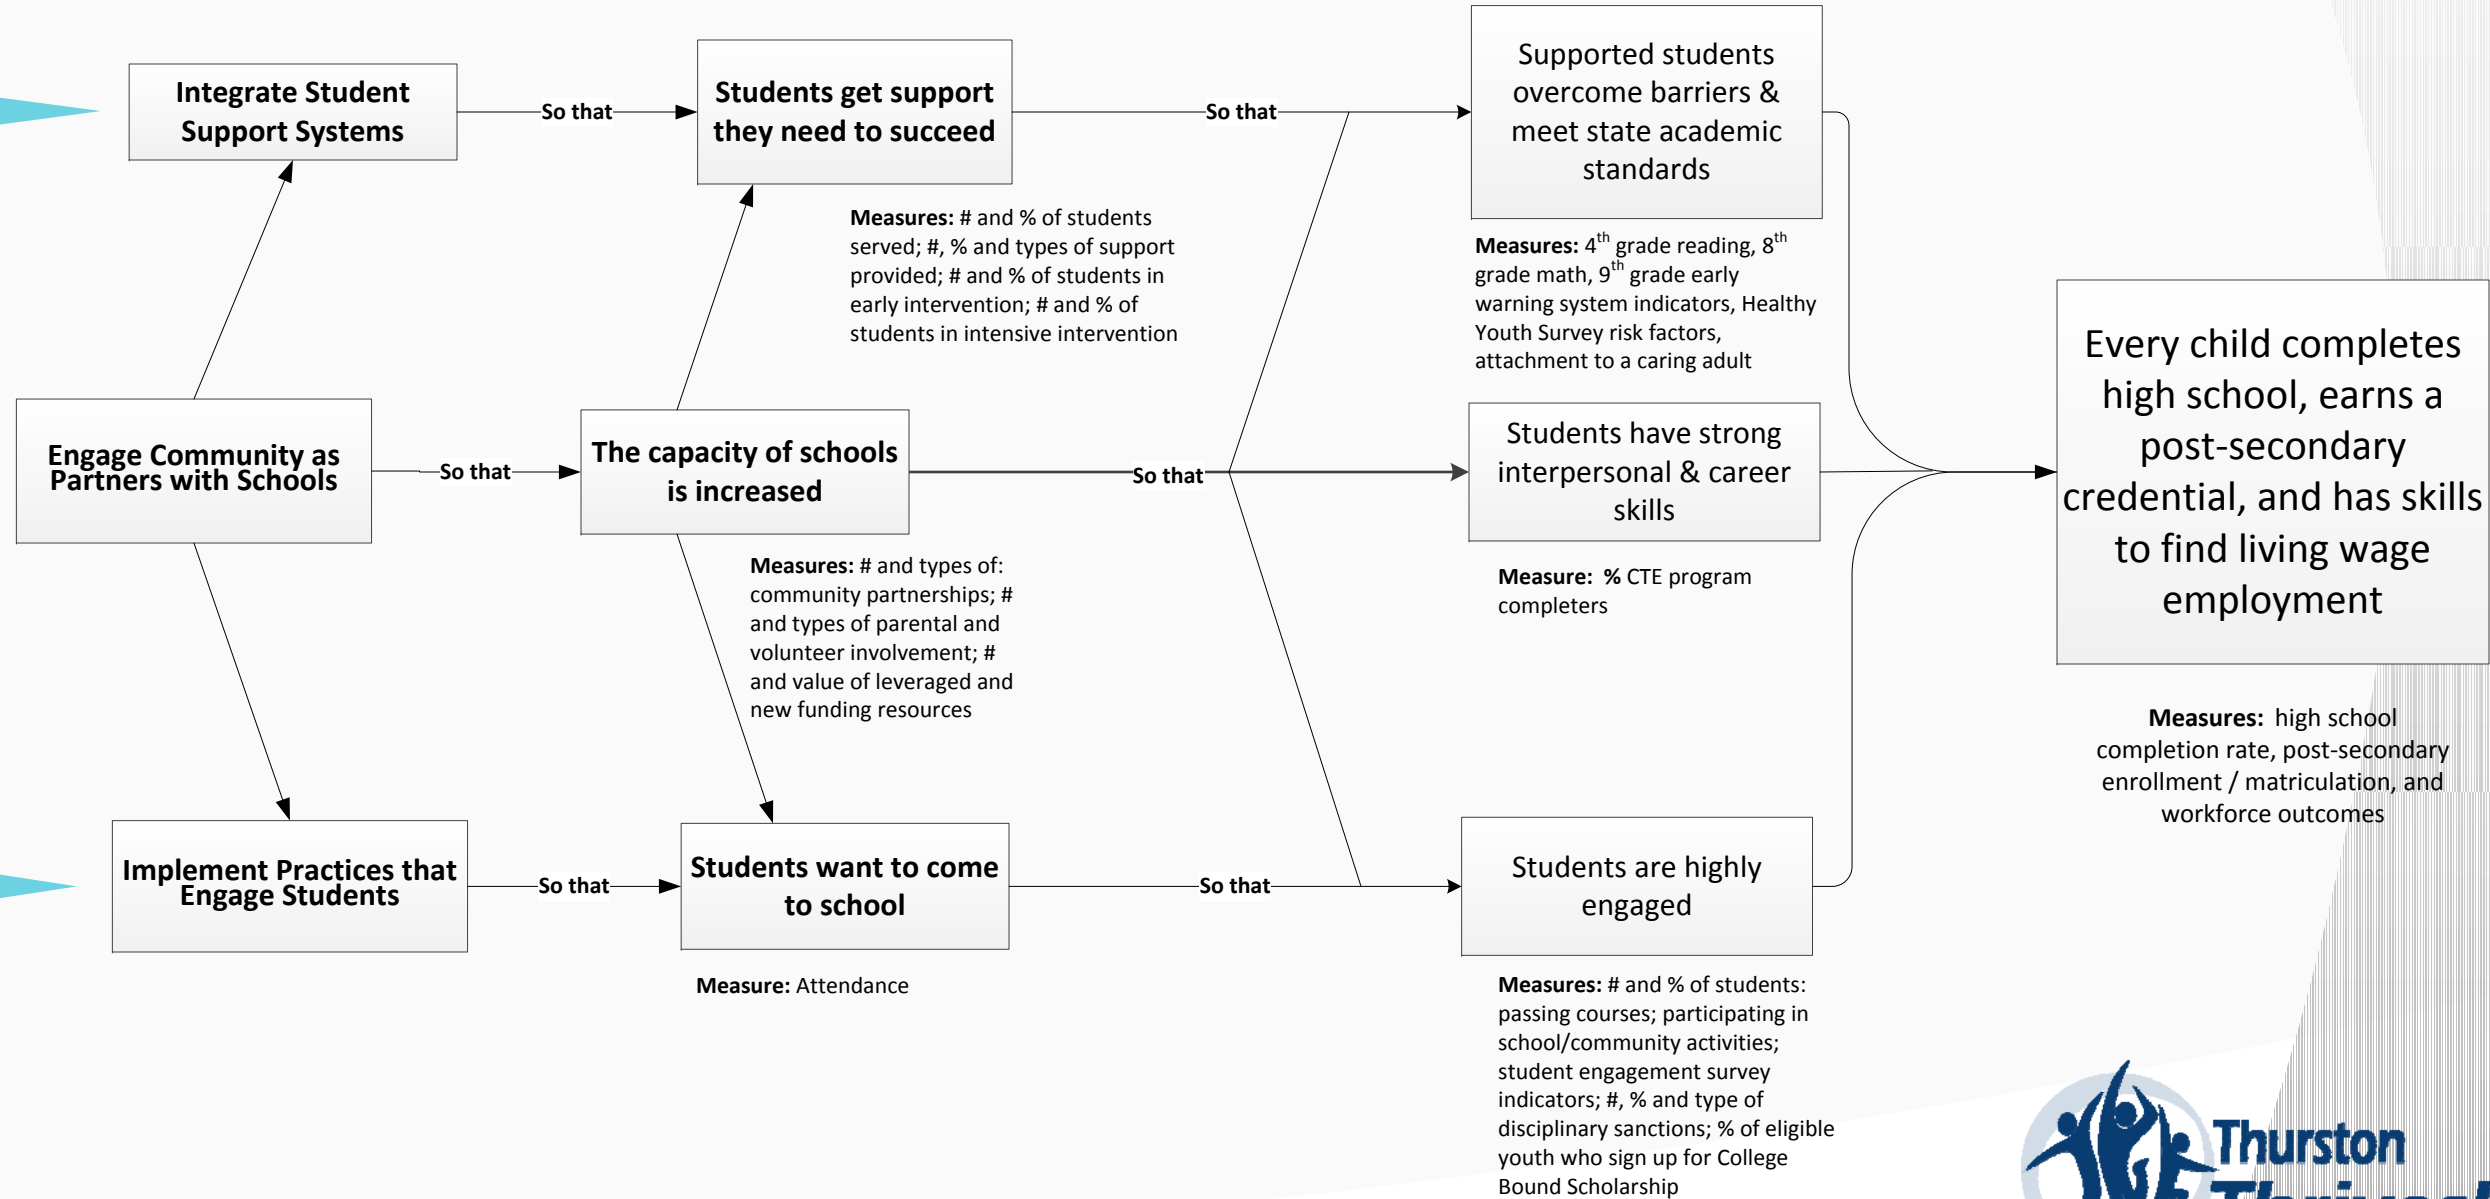 Integrate Student
Support Systems
So that
Students get support
they need to succeed
So that
Supported students
overcome barriers &
meet state academic
standards
Measures: # and % of students
served; #, % and types of support
provided; # and % of students in
early intervention; # and % of
students in intensive intervention
Measures: 4th grade reading, 8th
grade math, 9th grade early
warning system indicators, Healthy
Youth Survey risk factors,
attachment to a caring adult
Engage Community as
Partners with Schools
So that
The capacity of schools
is increased
So that
Students have strong
interpersonal & career
skills
Every child completes
high school, earns a
post-secondary
credential, and has skills
to find living wage
employment
Measures: # and types of:
community partnerships; #
and types of parental and
volunteer involvement; #
and value of leveraged and
new funding resources
Measure: % CTE program
completers
Measures: high school
completion rate, post-secondary
enrollment / matriculation, and
workforce outcomes
Implement Practices that
Engage Students
So that
Students want to come
to school
So that
Students are highly
engaged
Measure: Attendance
Measures: # and % of students:
passing courses; participating in
school/community activities;
student engagement survey
indicators; #, % and type of
disciplinary sanctions; % of eligible
youth who sign up for College
Bound Scholarship
Thurston